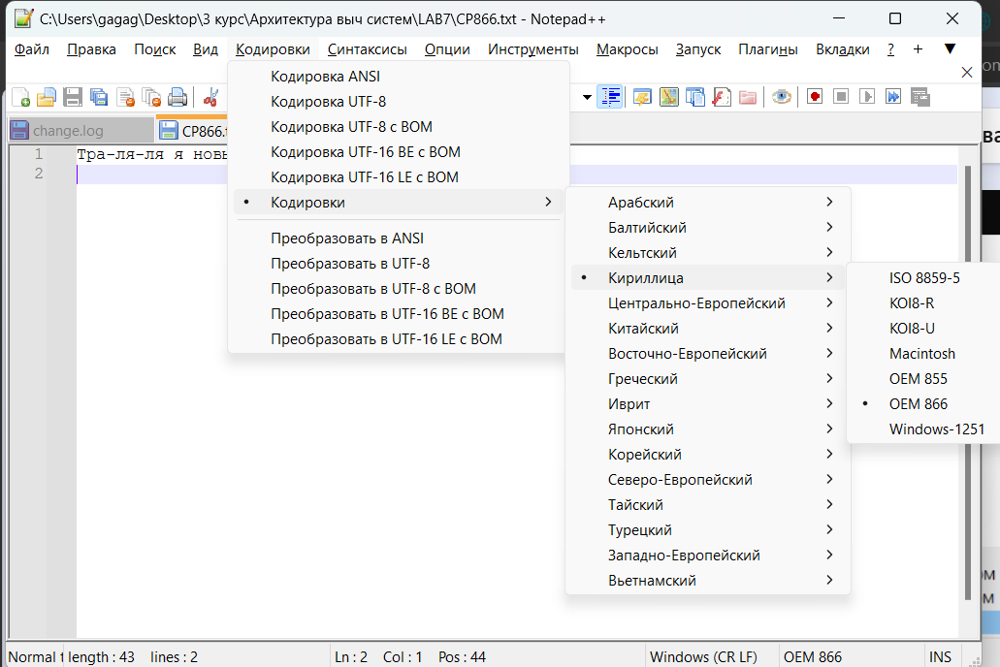 C:\Users\gagag\Desktop\3 курс\Архитектура выч систем\LAB7\CP866.txt - Notepad++
Файл Правка Поиск Вид Кодировки Синтаксисы Опции Инструменты Макросы Запуск Плагины Вкладки ? +
change.log CP866.
1 Тра-ля-ля я новы
2
Кодировка ANSI
Кодировка UTF-8
Кодировка UTF-8 с BOM
Кодировка UTF-16 BE с BOM
Кодировка UTF-16 LE с BOM
Кодировки
Преобразовать в ANSI
Преобразовать в UTF-8
Преобразовать в UTF-8 с BOM
Преобразовать в UTF-16 BE с BOM
Преобразовать в UTF-16 LE с BOM
Арабский
Балтийский
Кельтский
Кириллица
Центрально-Европейский
Китайский
Восточно-Европейский
Греческий
Иврит
Японский
Корейский
Северо-Европейский
Тайский
Турецкий
Западно-Европейский
Вьетнамский
ISO 8859-5
KOI8-R
KOI8-U
Macintosh
OEM 855
OEM 866
Windows-1251
Normal t length : 43 lines : 2 Ln : 2 Col : 1 Pos : 44 Windows (CR LF) OEM 866 INS